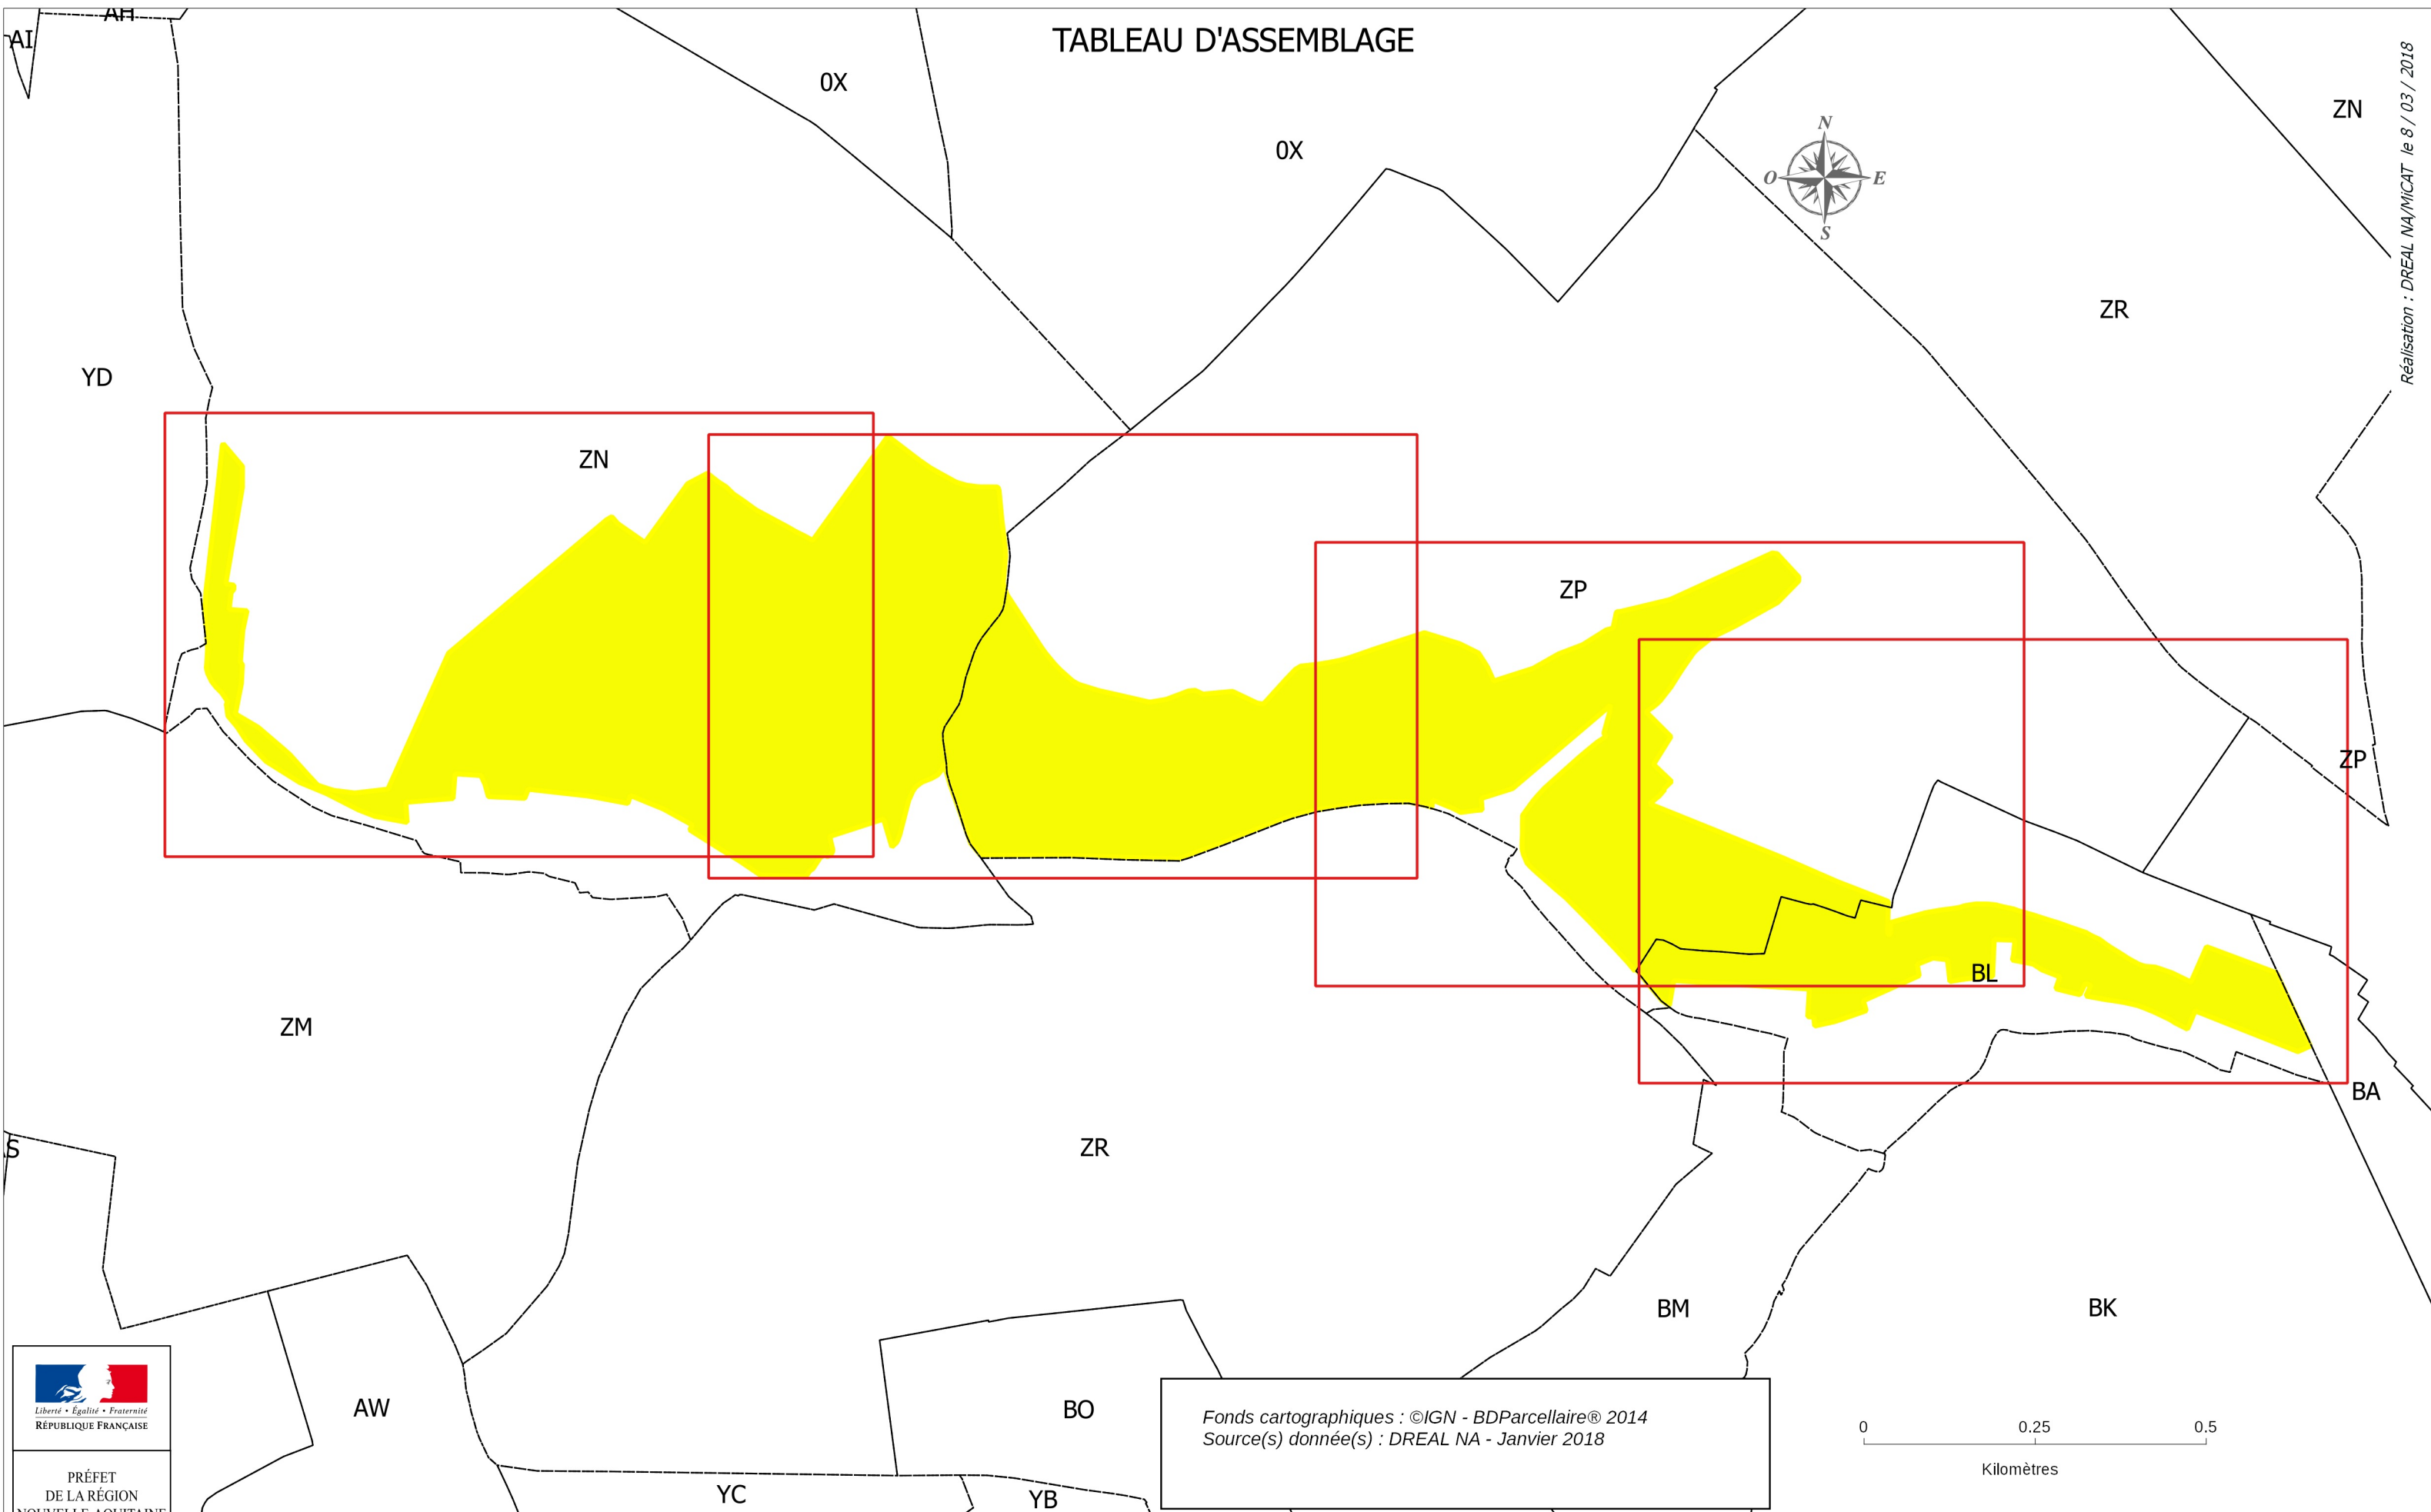 AH
AI
TABLEAU D'ASSEMBLAGE
0X
ZN
0X
N
O E
S
Réalisation : DREAL NA/MiCAT le 8 / 03 / 2018
ZR
YD
ZN
ZP
ZP
BL
ZM
BA
ZR
BM
BK
AW
BO
YC
YB
Liberté • Égalité • Fraternité
RÉPUBLIQUE FRANÇAISE
PRÉFET
DE LA RÉGION
NOUVELLE-AQUITAINE
Fonds cartographiques : ©IGN - BDParcellaire® 2014
Source(s) donnée(s) : DREAL NA - Janvier 2018
0 0.25 0.5
Kilomètres